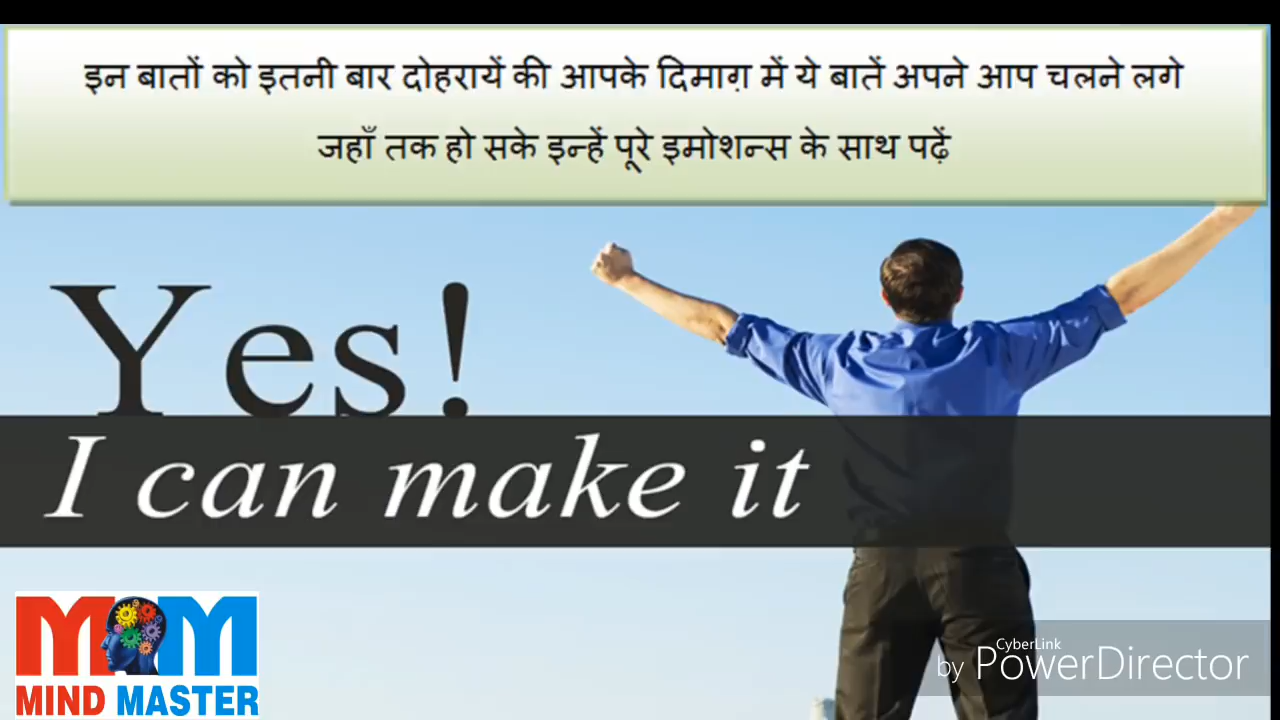 इन बातों को इतनी बार दोहरायें की आपके दिमाग़ में ये बातें अपने आप चलने लगे
जहाँ तक हो सके इन्हें पूरे इमोशन्स के साथ पढ़ें
Yes!
I can make it
MOM
MIND MASTER
CyberLink
by PowerDirector